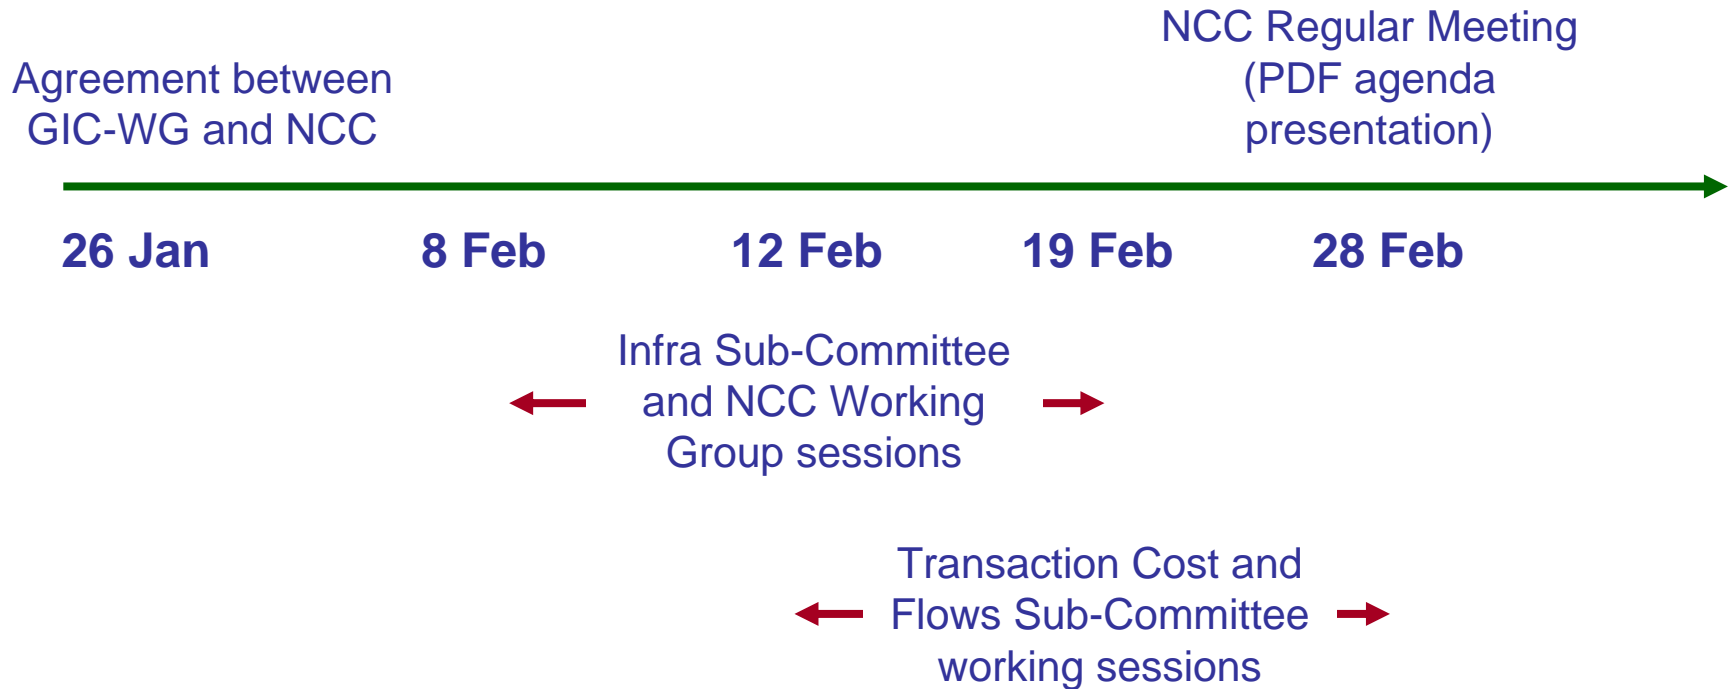 NCC Regular Meeting
(PDF agenda
presentation)
Agreement between
GIC-WG and NCC
26 Jan
8 Feb
12 Feb
19 Feb
28 Feb
Infra Sub-Committee
and NCC Working
Group sessions
Transaction Cost and
Flows Sub-Committee
working sessions